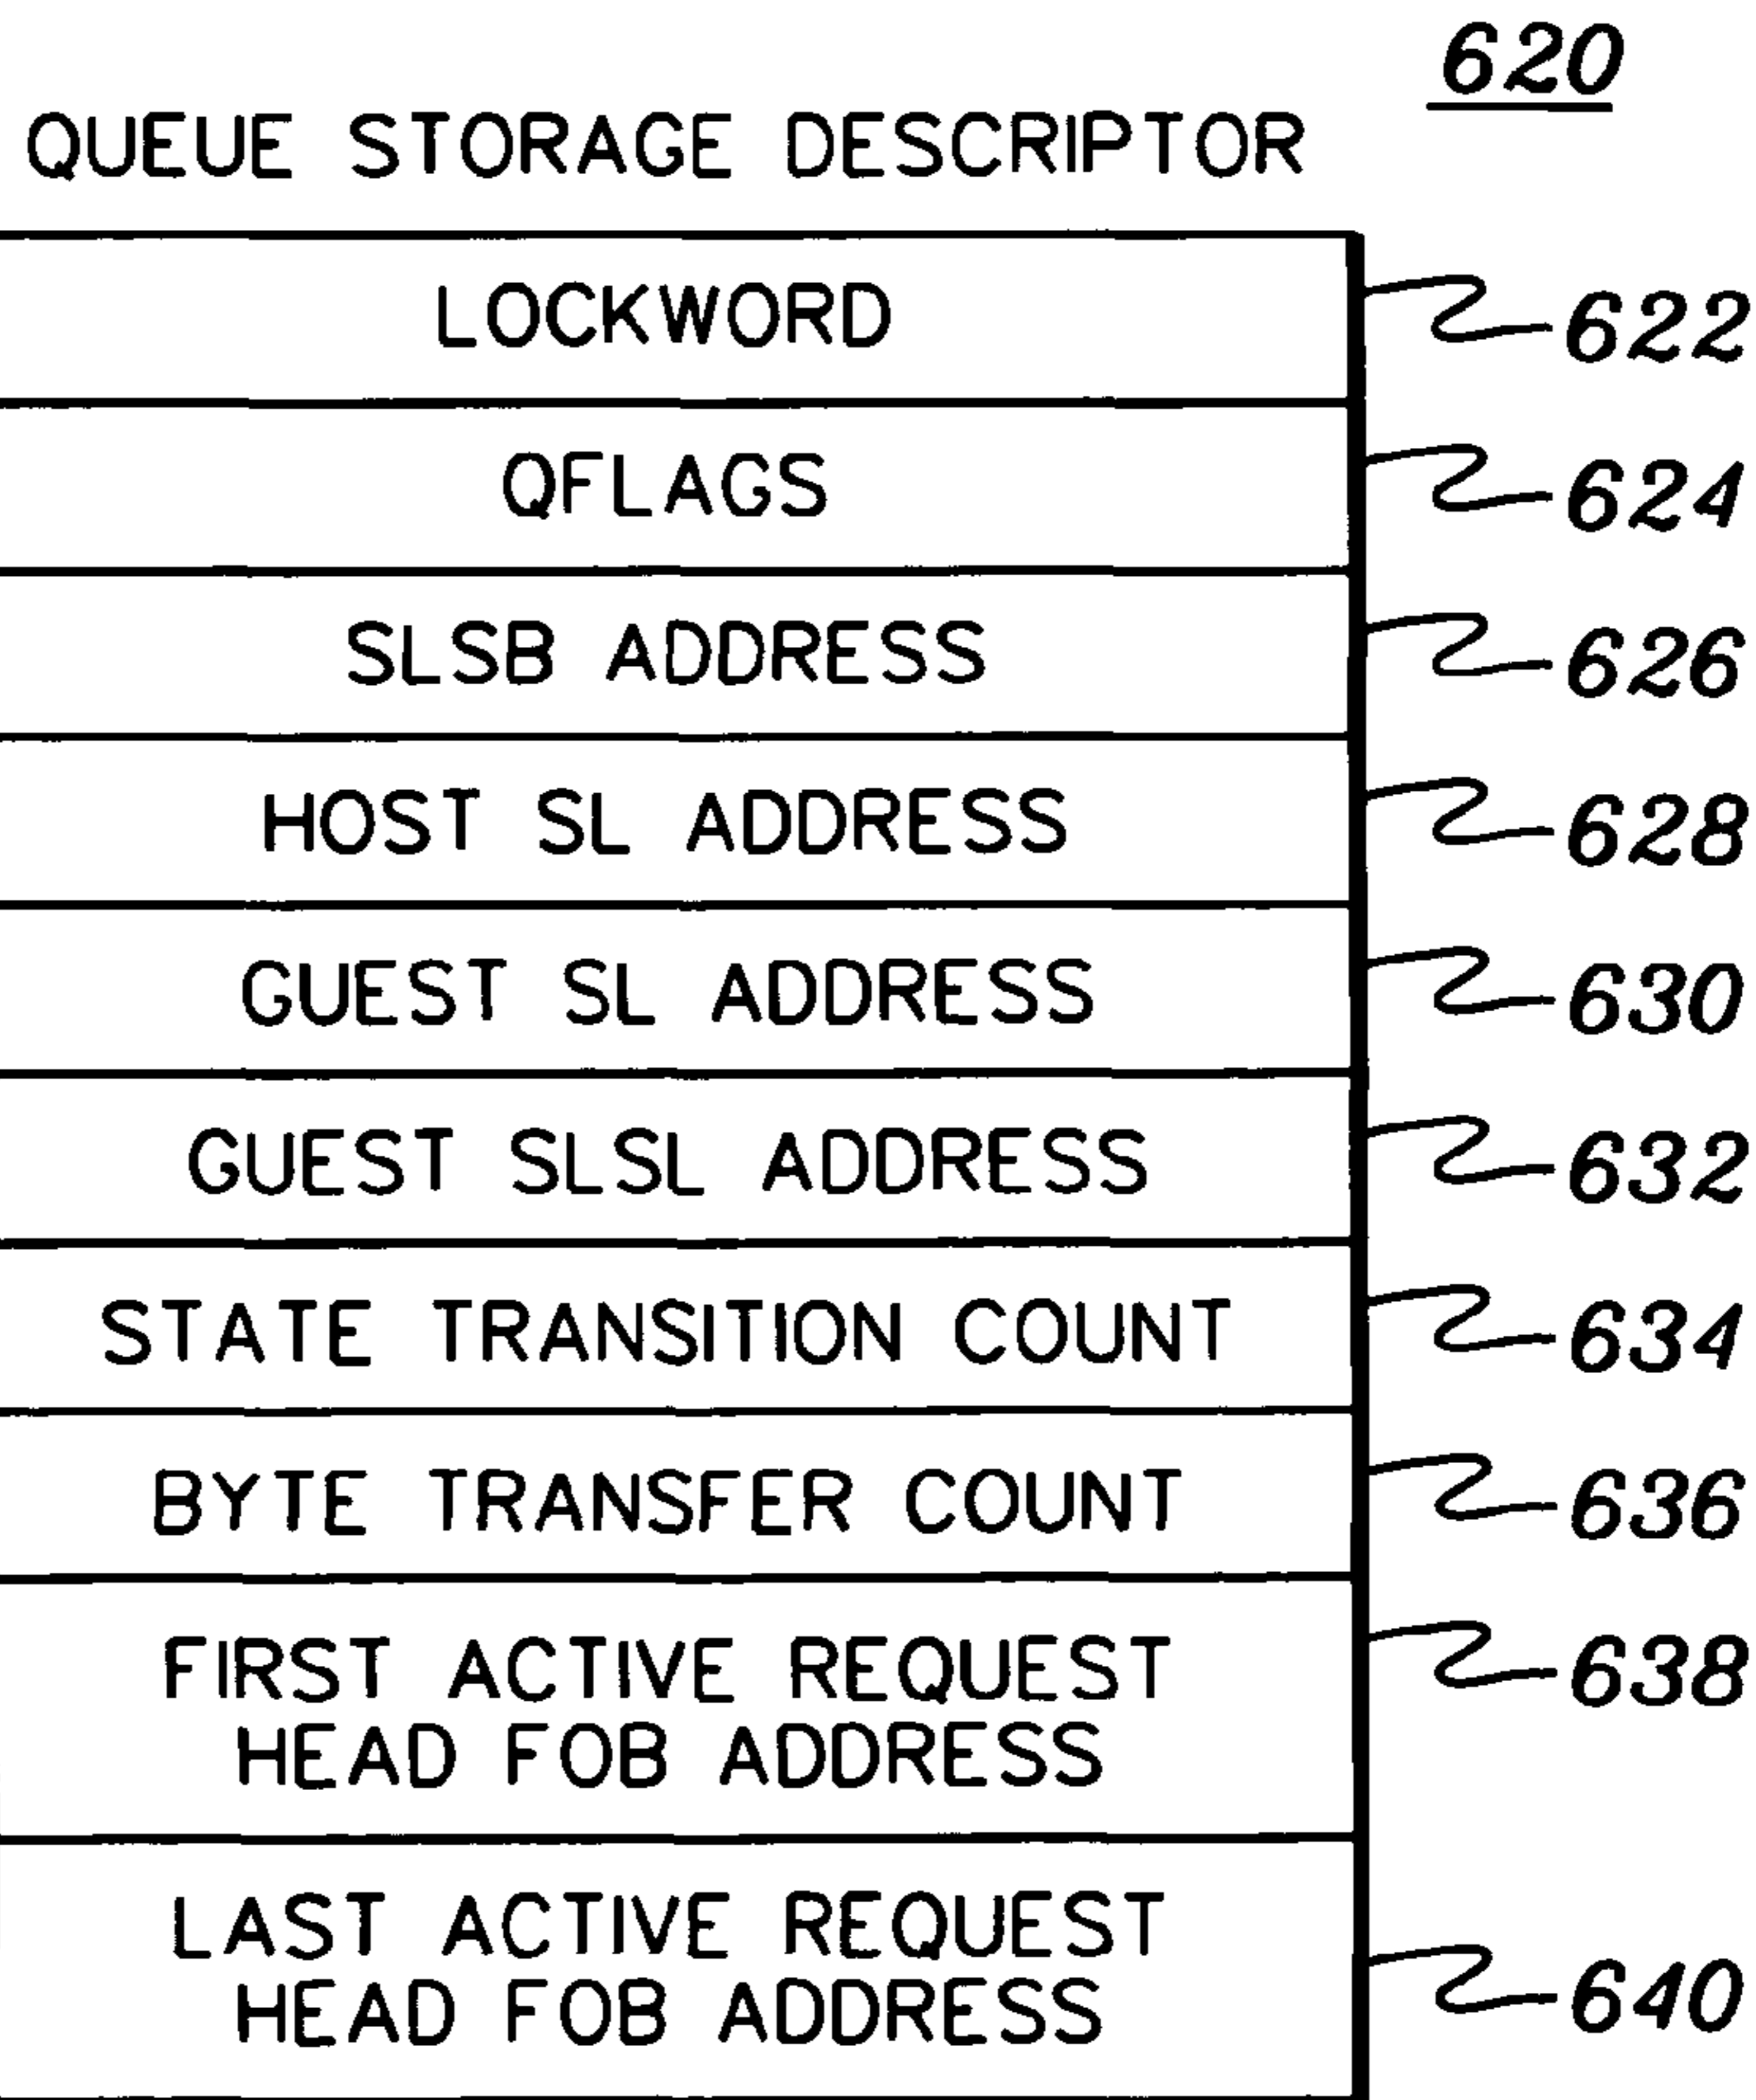 620
QUEUE STORAGE DESCRIPTOR
LOCKWORD 622
QFLAGS 624
SLSB ADDRESS 626
HOST SL ADDRESS 628
GUEST SL ADDRESS 630
GUEST SLSL ADDRESS 632
STATE TRANSITION COUNT 634
BYTE TRANSFER COUNT 636
FIRST ACTIVE REQUEST 638
HEAD FOB ADDRESS
LAST ACTIVE REQUEST
HEAD FOB ADDRESS 640